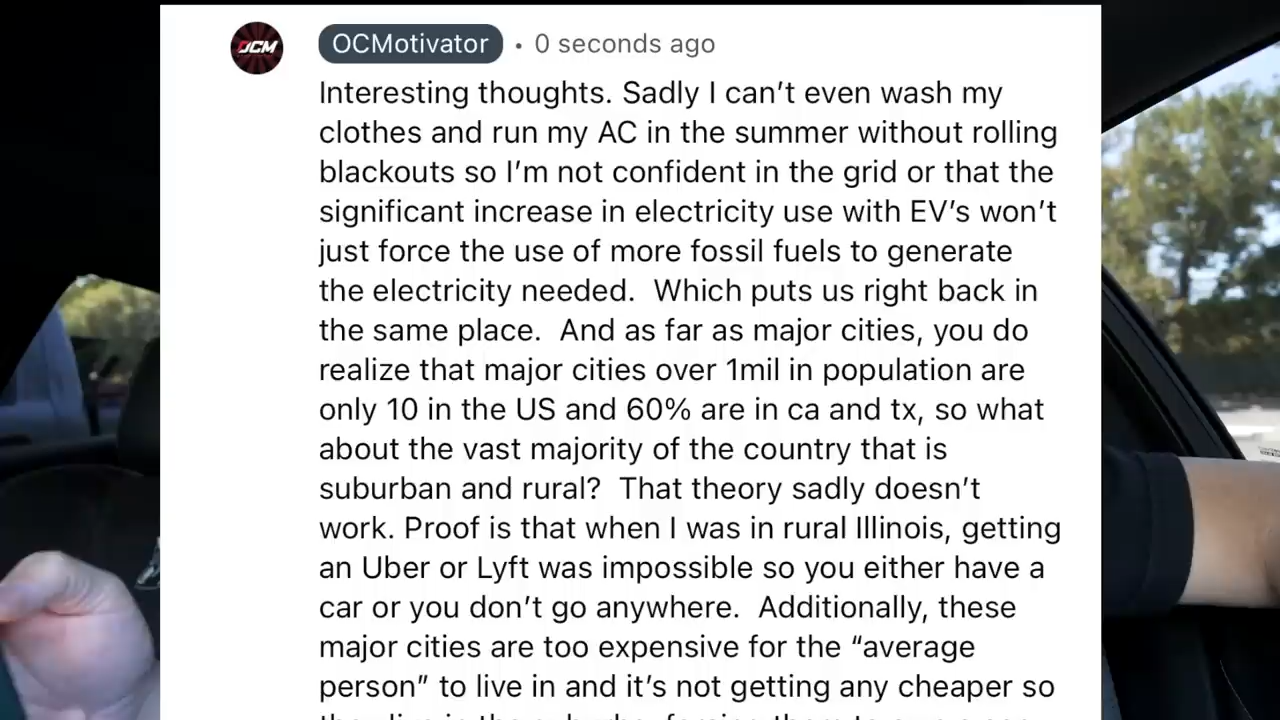 OCM
OCMotivator • 0 seconds ago
Interesting thoughts. Sadly I can’t even wash my
clothes and run my AC in the summer without rolling
blackouts so I’m not confident in the grid or that the
significant increase in electricity use with EV’s won’t
just force the use of more fossil fuels to generate
the electricity needed.  Which puts us right back in
the same place.  And as far as major cities, you do
realize that major cities over 1mil in population are
only 10 in the US and 60% are in ca and tx, so what
about the vast majority of the country that is
suburban and rural?  That theory sadly doesn’t
work. Proof is that when I was in rural Illinois, getting
an Uber or Lyft was impossible so you either have a
car or you don’t go anywhere.  Additionally, these
major cities are too expensive for the “average
person” to live in and it’s not getting any cheaper so